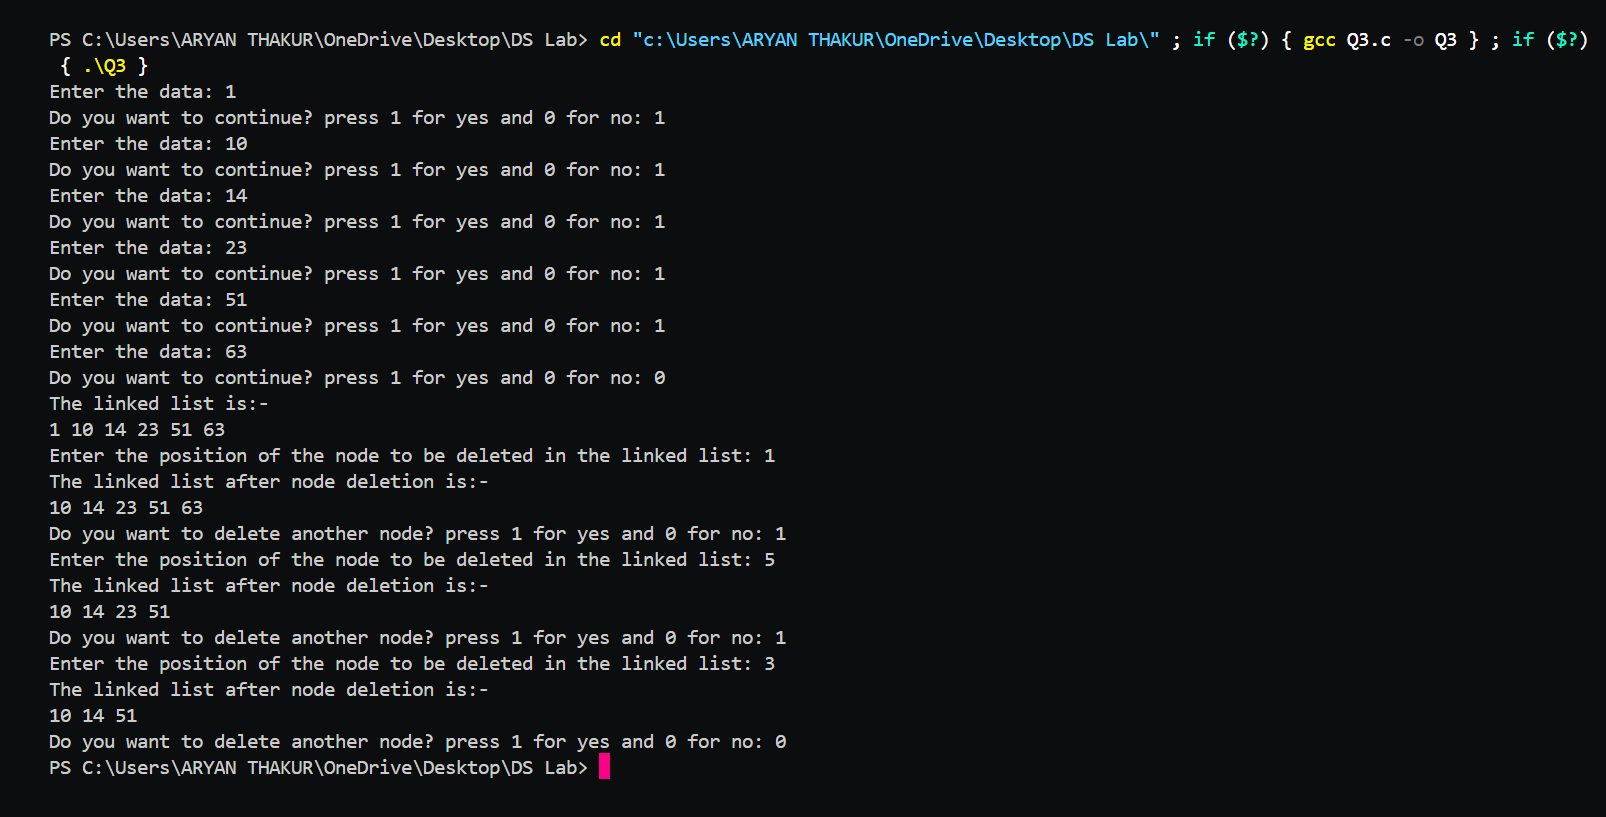 PS C:\Users\ARYAN THAKUR\OneDrive\Desktop\DS Lab> cd "c:\Users\ARYAN THAKUR\OneDrive\Desktop\DS Lab\" ; if ($?) { gcc Q3.c -o Q3 } ; if ($?)
{ .\Q3 }
Enter the data: 1
Do you want to continue? press 1 for yes and 0 for no: 1
Enter the data: 10
Do you want to continue? press 1 for yes and 0 for no: 1
Enter the data: 14
Do you want to continue? press 1 for yes and 0 for no: 1
Enter the data: 23
Do you want to continue? press 1 for yes and 0 for no: 1
Enter the data: 51
Do you want to continue? press 1 for yes and 0 for no: 1
Enter the data: 63
Do you want to continue? press 1 for yes and 0 for no: 0
The linked list is:-
1 10 14 23 51 63
Enter the position of the node to be deleted in the linked list: 1
The linked list after node deletion is:-
10 14 23 51 63
Do you want to delete another node? press 1 for yes and 0 for no: 1
Enter the position of the node to be deleted in the linked list: 5
The linked list after node deletion is:-
10 14 23 51
Do you want to delete another node? press 1 for yes and 0 for no: 1
Enter the position of the node to be deleted in the linked list: 3
The linked list after node deletion is:-
10 14 51
Do you want to delete another node? press 1 for yes and 0 for no: 0
PS C:\Users\ARYAN THAKUR\OneDrive\Desktop\DS Lab>